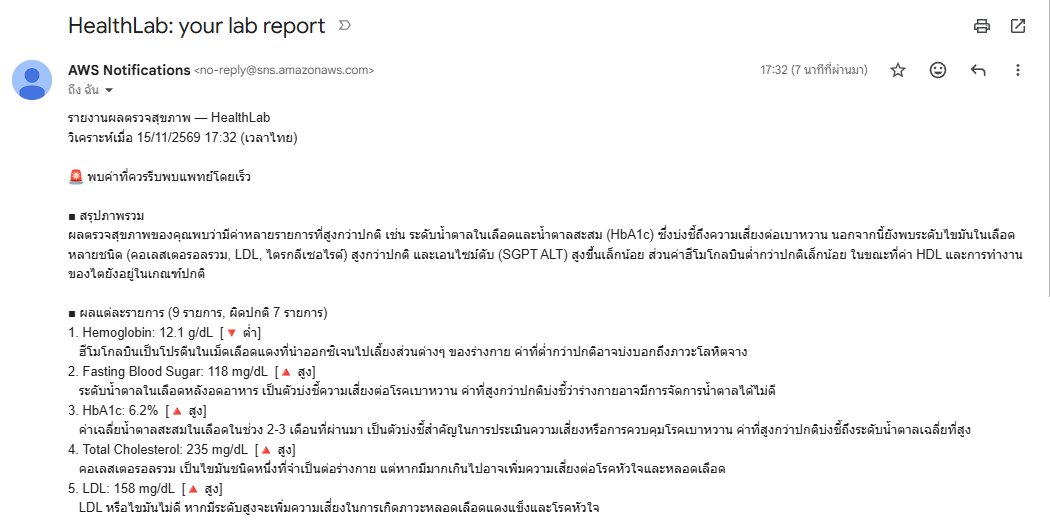 HealthLab: your lab report
AWS Notifications <no-reply@sns.amazonaws.com>
17:32 (7 นาทีที่ผ่านมา)
ถึง ฉัน
รายงานผลตรวจสุขภาพ — HealthLab
วิเคราะห์เมื่อ 15/11/2569 17:32 (เวลาไทย)
🚨 พบค่าที่ควรรีบพบแพทย์โดยเร็ว
■ สรุปภาพรวม
ผลตรวจสุขภาพของคุณพบว่ามีค่าหลายรายการที่สูงกว่าปกติ เช่น ระดับน้ำตาลในเลือดและน้ำตาลสะสม (HbA1c) ซึ่งบ่งชี้ถึงความเสี่ยงต่อเบาหวาน นอกจากนี้ยังพบระดับไขมันในเลือด
หลายชนิด (คอเลสเตอรอลรวม, LDL, ไตรกลีเซอไรด์) สูงกว่าปกติ และเอนไซม์ตับ (SGPT ALT) สูงขึ้นเล็กน้อย ส่วนค่าฮีโมโกลบินต่ำกว่าปกติเล็กน้อย ในขณะที่ค่า HDL และการทำงาน
ของไตยังอยู่ในเกณฑ์ปกติ
■ ผลแต่ละรายการ (9 รายการ, ผิดปกติ 7 รายการ)
1. Hemoglobin: 12.1 g/dL [🔻 ต่ำ]
ฮีโมโกลบินเป็นโปรตีนในเม็ดเลือดแดงที่นำออกซิเจนไปเลี้ยงส่วนต่างๆ ของร่างกาย ค่าที่ต่ำกว่าปกติอาจบ่งบอกถึงภาวะโลหิตจาง
2. Fasting Blood Sugar: 118 mg/dL [🔺 สูง]
ระดับน้ำตาลในเลือดหลังงดอาหาร เป็นตัวบ่งชี้ความเสี่ยงต่อโรคเบาหวาน ค่าที่สูงกว่าปกติบ่งชี้ว่าร่างกายอาจมีการจัดการน้ำตาลได้ไม่ดี
3. HbA1c: 6.2% [🔺 สูง]
ค่าเฉลี่ยน้ำตาลสะสมในเลือดในช่วง 2-3 เดือนที่ผ่านมา เป็นตัวบ่งชี้สำคัญในการประเมินความเสี่ยงหรือการควบคุมโรคเบาหวาน ค่าที่สูงกว่าปกติบ่งชี้ถึงระดับน้ำตาลเฉลี่ยที่สูง
4. Total Cholesterol: 235 mg/dL [🔺 สูง]
คอเลสเตอรอลรวม เป็นไขมันชนิดหนึ่งที่จำเป็นต่อร่างกาย แต่หากมีมากเกินไปอาจเพิ่มความเสี่ยงต่อโรคหัวใจและหลอดเลือด
5. LDL: 158 mg/dL [🔺 สูง]
LDL หรือไขมันไม่ดี หากมีระดับสูงจะเพิ่มความเสี่ยงในการเกิดภาวะหลอดเลือดแดงแข็งและโรคหัวใจ